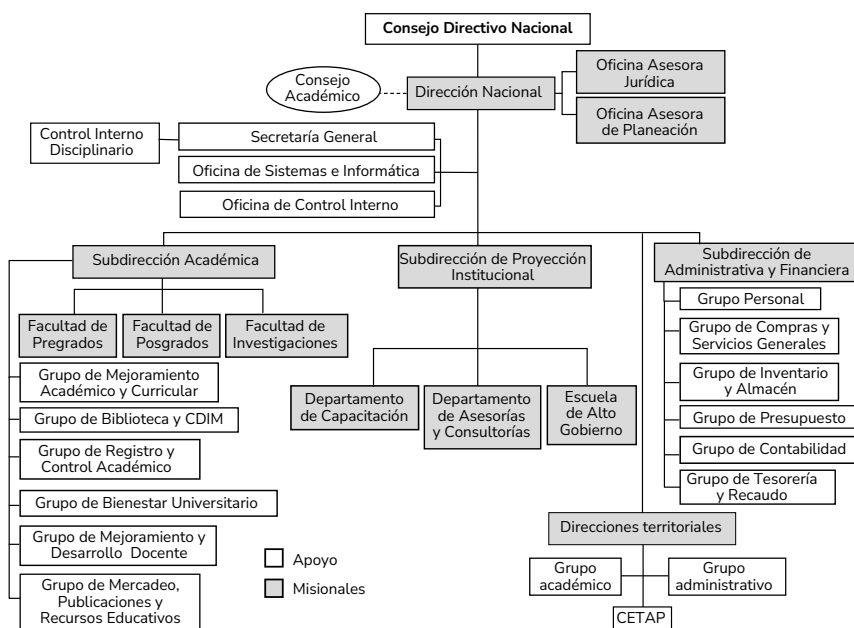 Consejo Directivo Nacional
Consejo
Académico
Dirección Nacional
Oficina Asesora
Jurídica
Oficina Asesora
de Planeación
Control Interno
Disciplinario
Secretaría General
Oficina de Sistemas e Informática
Oficina de Control Interno
Subdirección Académica
Subdirección de Proyección
Institucional
Subdirección de
Administrativa y Financiera
Facultad de
Pregrados
Facultad de
Posgrados
Facultad de
Investigaciones
Grupo de Mejoramiento
Académico y Curricular
Grupo de Biblioteca y CDIM
Grupo de Registro y
Control Académico
Grupo de Bienestar Universitario
Grupo de Mejoramiento y
Desarrollo Docente
Grupo de Mercadeo,
Publicaciones y
Recursos Educativos
Departamento
de Capacitación
Departamento
de Asesorías
y Consultorías
Escuela
de Alto
Gobierno
Grupo Personal
Grupo de Compras y
Servicios Generales
Grupo de Inventario
y Almacén
Grupo de Presupuesto
Grupo de Contabilidad
Grupo de Tesorería
y Recaudo
Direcciones territoriales
Grupo
académico
Grupo
administrativo
CETAP
Apoyo
Misionales